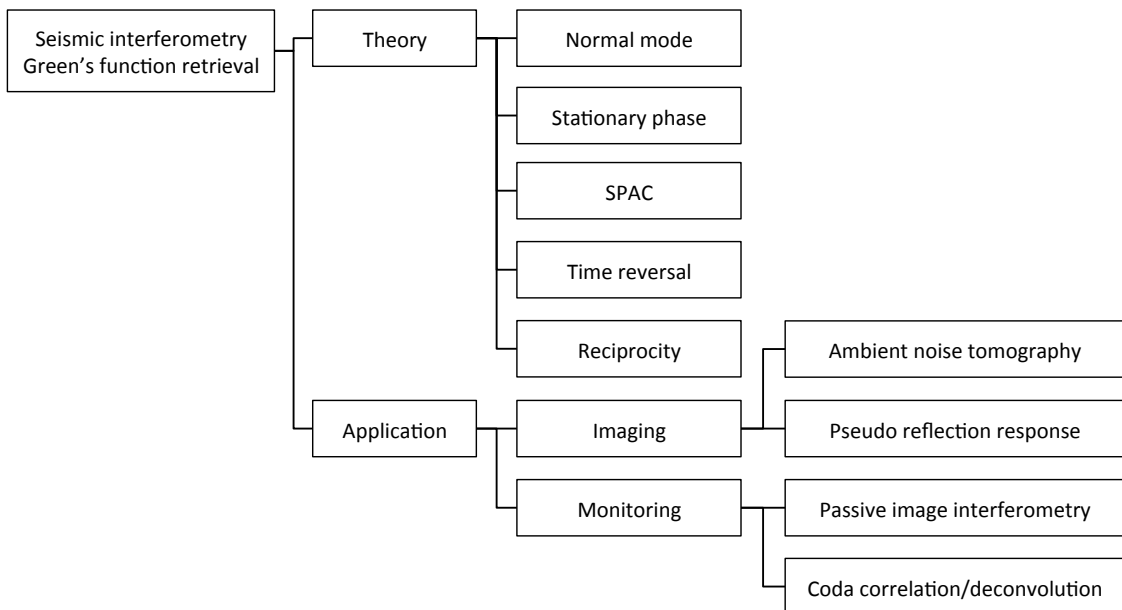 Seismic interferometry
Green's function retrieval
Theory
Normal mode
Stationary phase
SPAC
Time reversal
Reciprocity
Ambient noise tomography
Application
Imaging
Pseudo reflection response
Monitoring
Passive image interferometry
Coda correlation/deconvolution